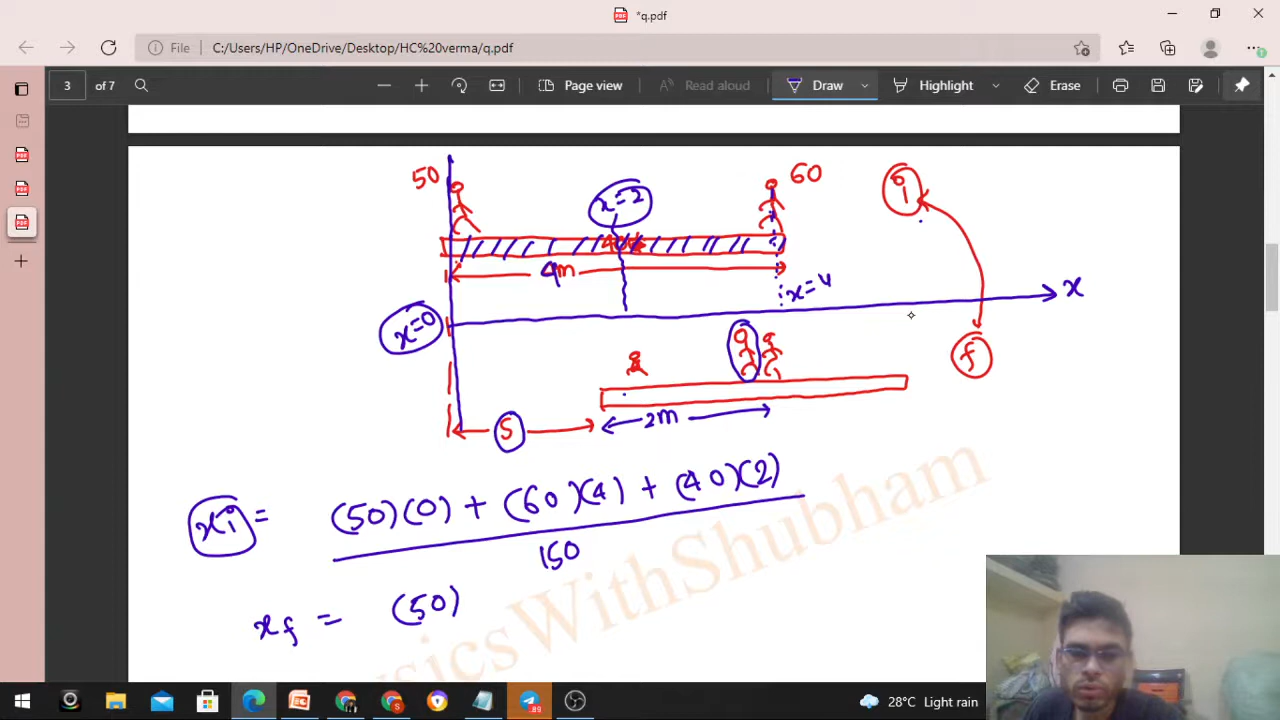 *q.pdf
File C:/Users/HP/OneDrive/Desktop/HC%20verma/q.pdf
3 of 7 Page view Read aloud Draw Highlight Erase
50 x=2 60 i
4m
x=4
x
x=0
f
S 2m
xi = (50)(0) + (60)(4) + (40)(2)
150
xf = (50)
PhysicsWithShubham
28°C Light rain